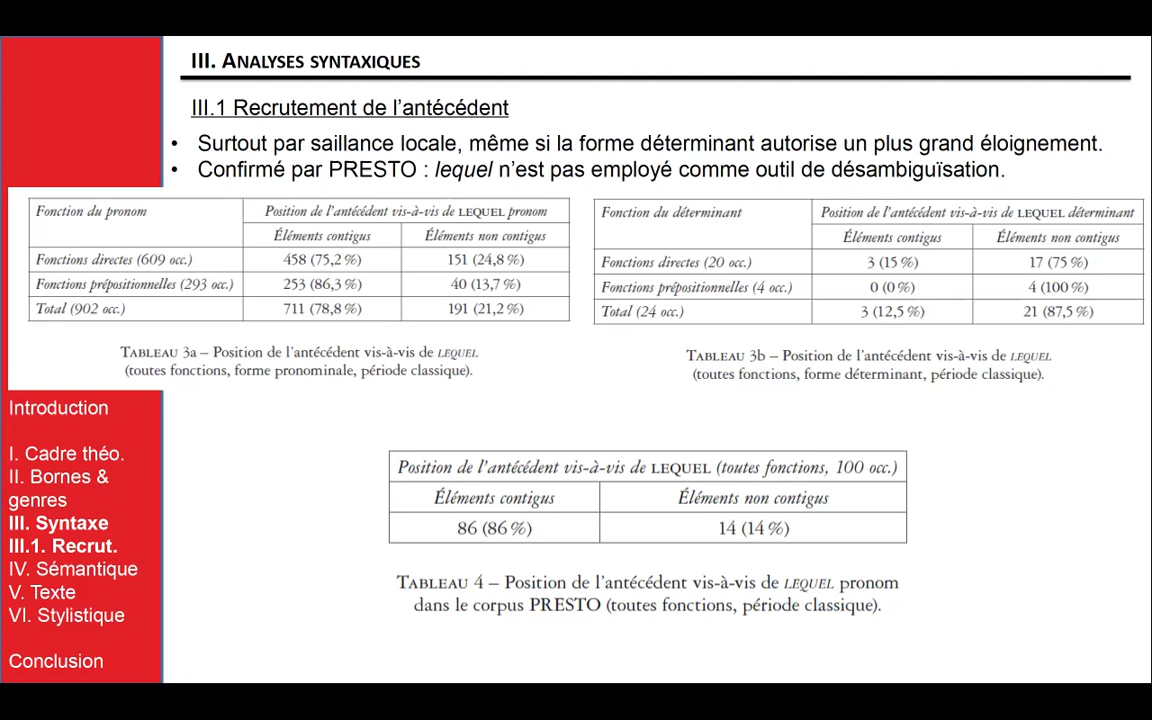 III. ANALYSES SYNTAXIQUES
III.1 Recrutement de l'antécédent
• Surtout par saillance locale, même si la forme déterminant autorise un plus grand éloignement.
• Confirmé par PRESTO : lequel n'est pas employé comme outil de désambiguïsation.
Fonction du pronom Position de l'antécédent vis-à-vis de LEQUEL pronom
Éléments contigus Éléments non contigus
Fonctions directes (609 occ.) 458 (75,2 %) 151 (24,8 %)
Fonctions prépositionnelles (293 occ.) 253 (86,3 %) 40 (13,7 %)
Total (902 occ.) 711 (78,8 %) 191 (21,2 %)
TABLEAU 3a – Position de l'antécédent vis-à-vis de LEQUEL
(toutes fonctions, forme pronominale, période classique).
Fonction du déterminant Position de l'antécédent vis-à-vis de LEQUEL déterminant
Éléments contigus Éléments non contigus
Fonctions directes (20 occ.) 3 (15 %) 17 (75 %)
Fonctions prépositionnelles (4 occ.) 0 (0 %) 4 (100 %)
Total (24 occ.) 3 (12,5 %) 21 (87,5 %)
TABLEAU 3b – Position de l'antécédent vis-à-vis de LEQUEL
(toutes fonctions, forme déterminant, période classique).
Position de l'antécédent vis-à-vis de LEQUEL (toutes fonctions, 100 occ.)
Éléments contigus Éléments non contigus
86 (86 %) 14 (14 %)
TABLEAU 4 – Position de l'antécédent vis-à-vis de LEQUEL pronom
dans le corpus PRESTO (toutes fonctions, période classique).
Introduction
I. Cadre théo.
II. Bornes &
genres
III. Syntaxe
III.1. Recrut.
IV. Sémantique
V. Texte
VI. Stylistique
Conclusion